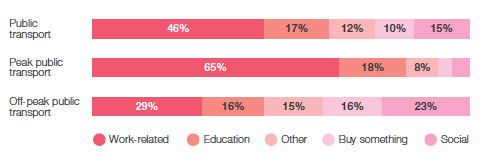 Public
transport
46% 17% 12% 10% 15%
Peak public
transport
65% 18% 8%
Off-peak public
transport
29% 16% 15% 16% 23%
Work-related Education Other Buy something Social